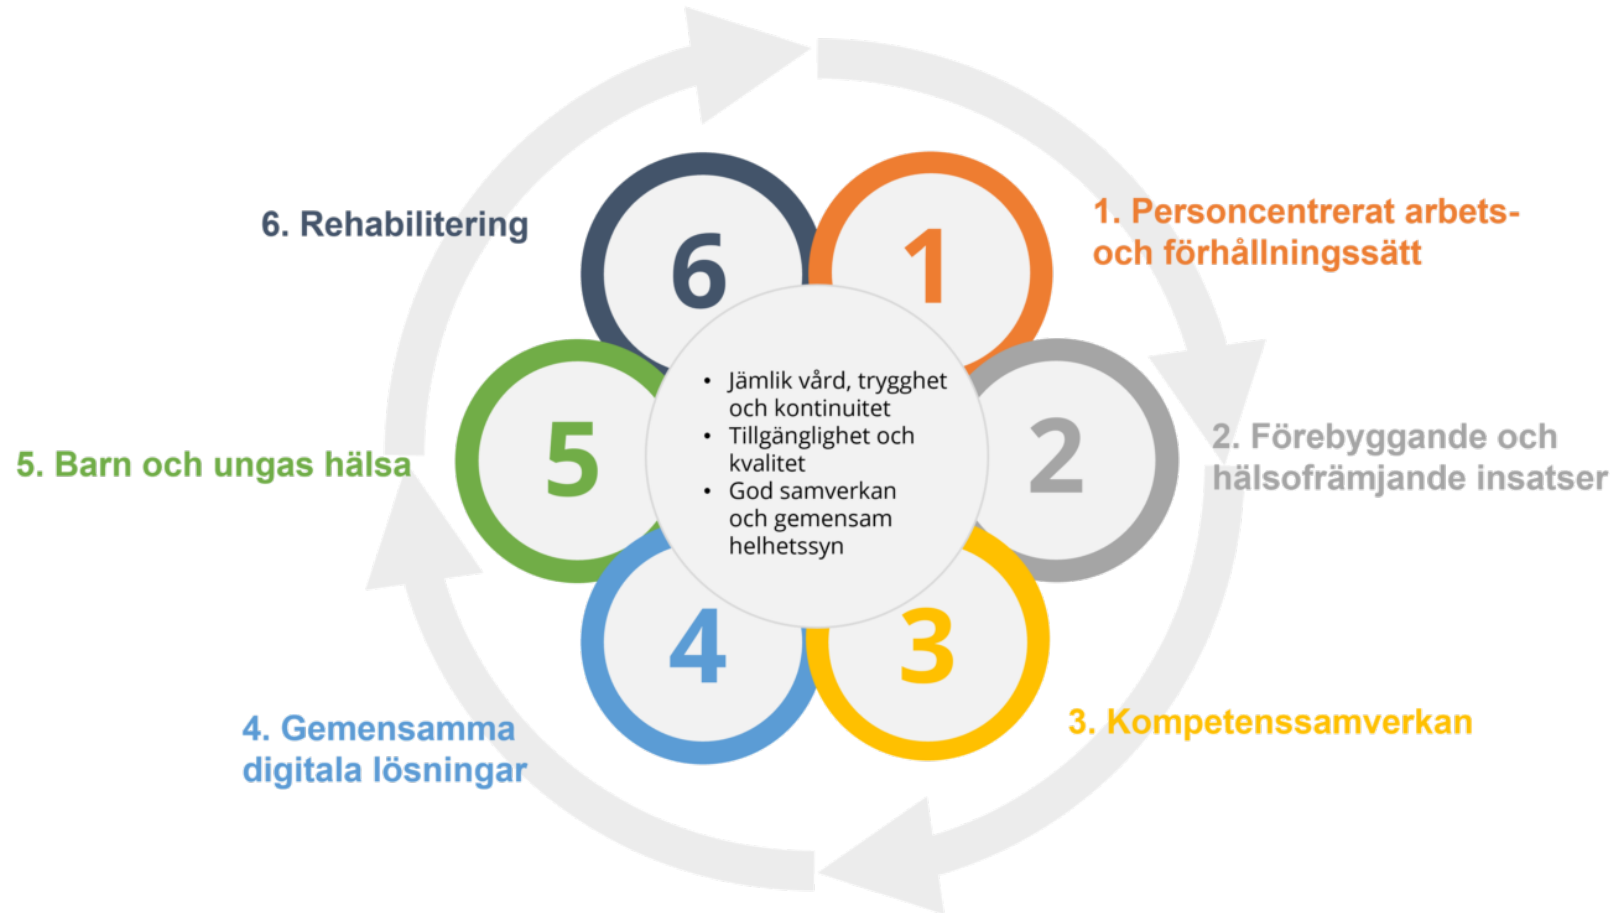 6. Rehabilitering
6
1
1. Personcentrerat arbets-
och förhållningssätt
5. Barn och ungas hälsa
5
• Jämlik vård, trygghet
och kontinuitet
• Tillgänglighet och
kvalitet
• God samverkan
och gemensam
helhetssyn
2
2. Förebyggande och
hälsofrämjande insatser
4
3
4. Gemensamma
digitala lösningar
3. Kompetenssamverkan